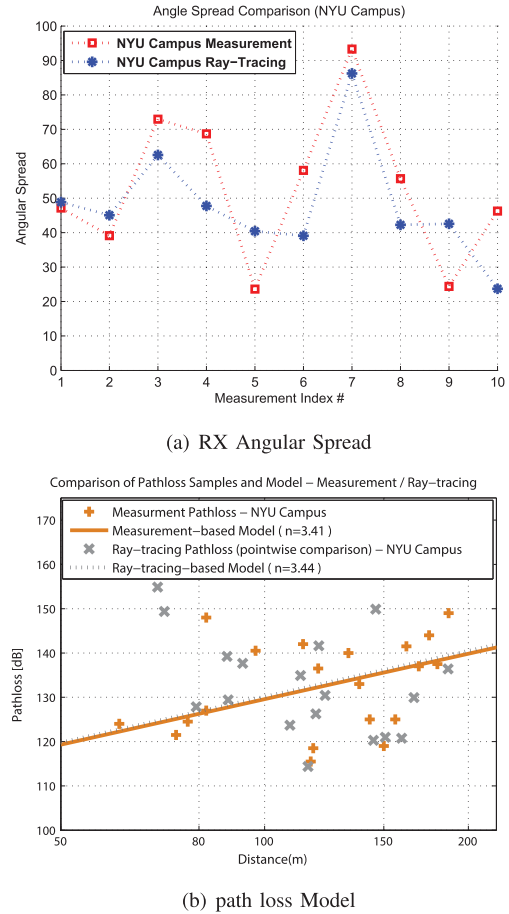 Angle Spread Comparison (NYU Campus)
NYU Campus Measurement
NYU Campus Ray−Tracing
Angular Spread
100
90
80
70
60
50
40
30
20
10
0
1 2 3 4 5 6 7 8 9 10
Measurement Index #
(a) RX Angular Spread
Comparison of Pathloss Samples and Model − Measurement / Ray−tracing
Measurment Pathloss − NYU Campus
Measurement−based Model ( n=3.41 )
Ray−tracing Pathloss (pointwise comparison) − NYU Campus
Ray−tracing-based Model ( n=3.44 )
Pathloss [dB]
170
160
150
140
130
120
110
100
50 80 100 150 200
Distance(m)
(b) path loss Model